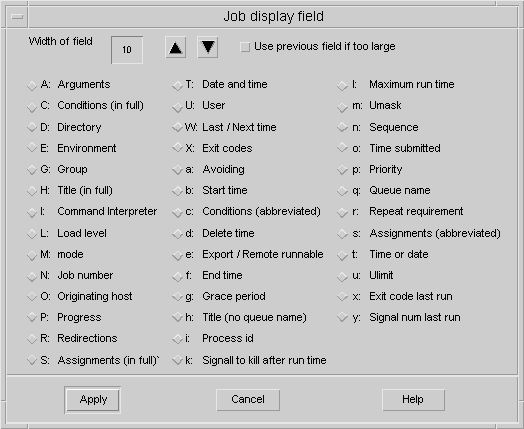 Job display field
Width of field
10
Use previous field if too large
A: Arguments
C: Conditions (in full)
D: Directory
E: Environment
G: Group
H: Title (in full)
I: Command Interpreter
L: Load level
M: mode
N: Job number
O: Originating host
P: Progress
R: Redirections
S: Assignments (in full)`
T: Date and time
U: User
W: Last / Next time
X: Exit codes
a: Avoiding
b: Start time
c: Conditions (abbreviated)
d: Delete time
e: Export / Remote runnable
f: End time
g: Grace period
h: Title (no queue name)
i: Process id
k: Signall to kill after run time
l: Maximum run time
m: Umask
n: Sequence
o: Time submitted
p: Priority
q: Queue name
r: Repeat requirement
s: Assignments (abbreviated)
t: Time or date
u: Ulimit
x: Exit code last run
y: Signal num last run
Apply
Cancel
Help